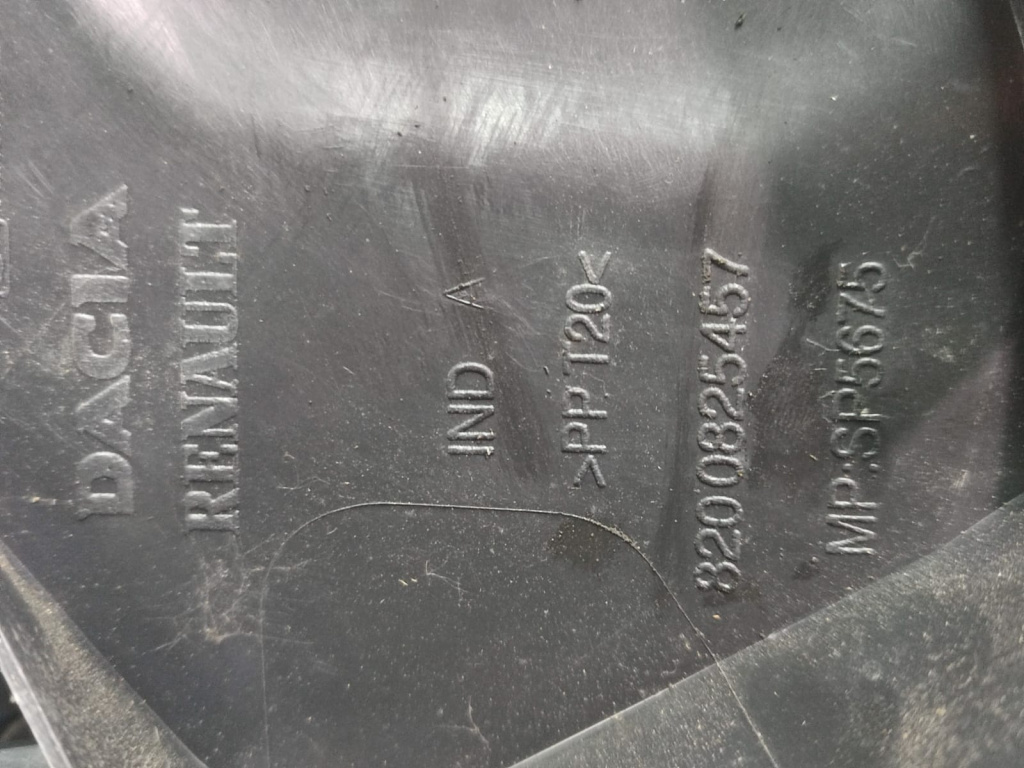 DACIA
RENAULT
IND A
>PP.T20<
8200825457
MP:SP5675